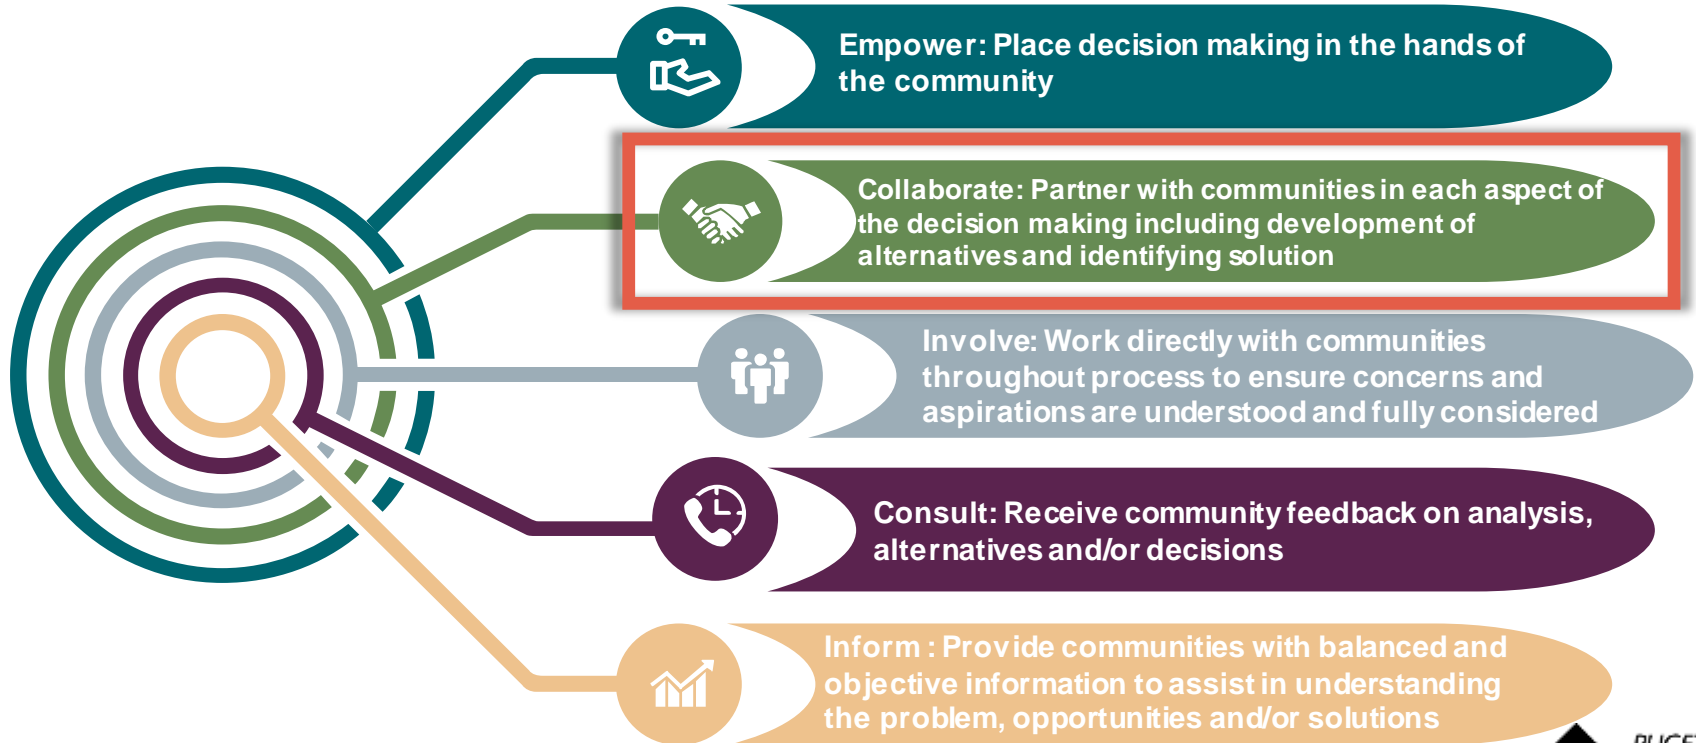 Empower: Place decision making in the hands of
the community
Collaborate: Partner with communities in each aspect of
the decision making including development of
alternatives and identifying solution
Involve: Work directly with communities
throughout process to ensure concerns and
aspirations are understood and fully considered
Consult: Receive community feedback on analysis,
alternatives and/or decisions
Inform : Provide communities with balanced and
objective information to assist in understanding
the problem, opportunities and/or solutions